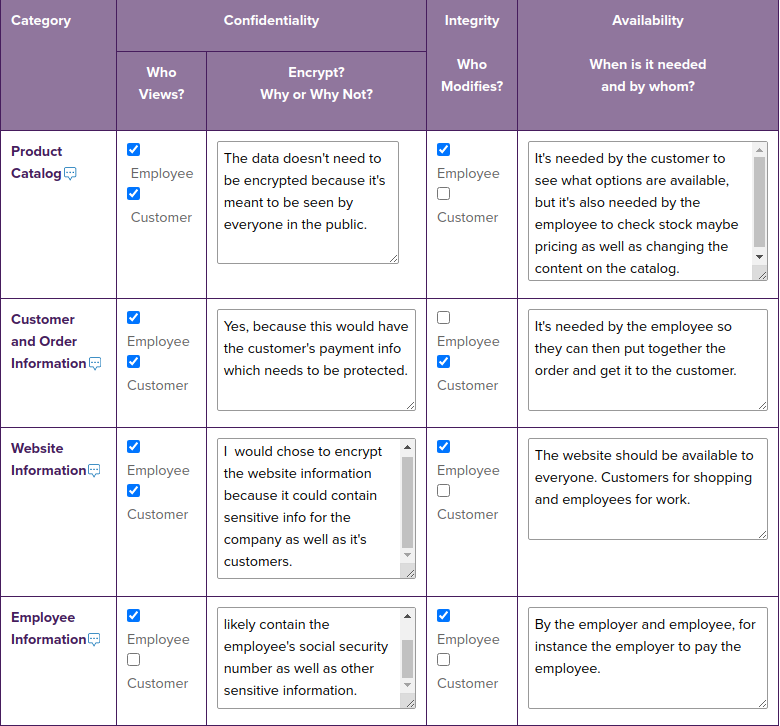 Category
Confidentiality
Integrity
Availability
Who
Views?
Encrypt?
Why or Why Not?
Who
Modifies?
When is it needed
and by whom?
Product
Catalog
Employee
Customer
The data doesn't need to
be encrypted because it's
meant to be seen by
everyone in the public.
Employee
Customer
It's needed by the customer to
see what options are available,
but it's also needed by the
employee to check stock maybe
pricing as well as changing the
content on the catalog.
Customer
and Order
Information
Employee
Customer
Yes, because this would have
the customer's payment info
which needs to be protected.
Employee
Customer
It's needed by the employee so
they can then put together the
order and get it to the customer.
Website
Information
Employee
Customer
I  would chose to encrypt
the website information
because it could contain
sensitive info for the
company as well as it's
customers.
Employee
Customer
The website should be available to
everyone. Customers for shopping
and employees for work.
Employee
Information
Employee
Customer
likely contain the
employee's social security
number as well as other
sensitive information.
Employee
Customer
By the employer and employee, for
instance the employer to pay the
employee.